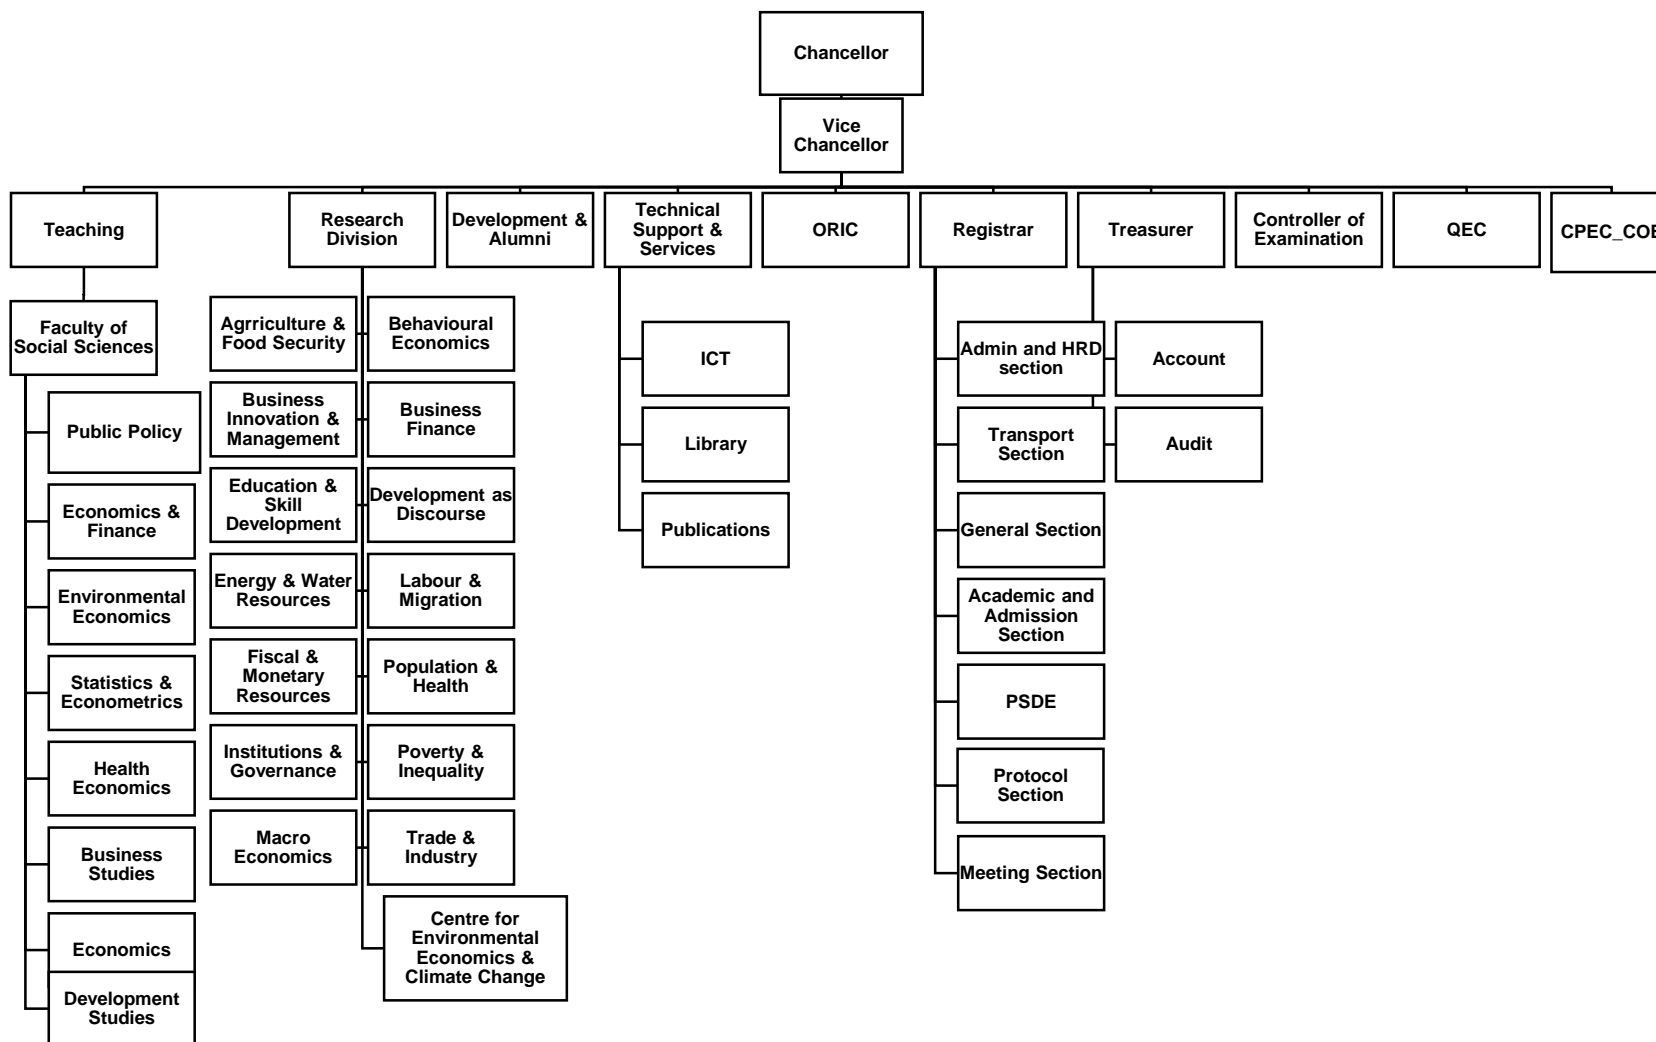 Chancellor
Vice
Chancellor
Teaching
Research
Division
Development &
Alumni
Technical
Support &
Services
ORIC
Registrar
Treasurer
Controller of
Examination
QEC
Faculty of
Social Sciences
Public Policy
Economics &
Finance
Environmental
Economics
Statistics &
Econometrics
Health
Economics
Business
Studies
Economics
Development
Studies
Agrriculture &
Food Security
Behavioural
Economics
Business
Innovation &
Management
Business
Finance
Education &
Skill
Development
Development as
Discourse
Energy & Water
Resources
Labour &
Migration
Fiscal &
Monetary
Resources
Population &
Health
Institutions &
Governance
Poverty &
Inequality
Macro
Economics
Trade &
Industry
Centre for
Environmental
Economics &
Climate Change
ICT
Library
Publications
Admin and HRD
section
Transport
Section
General Section
Academic and
Admission
Section
PSDE
Protocol
Section
Meeting Section
Account
Audit